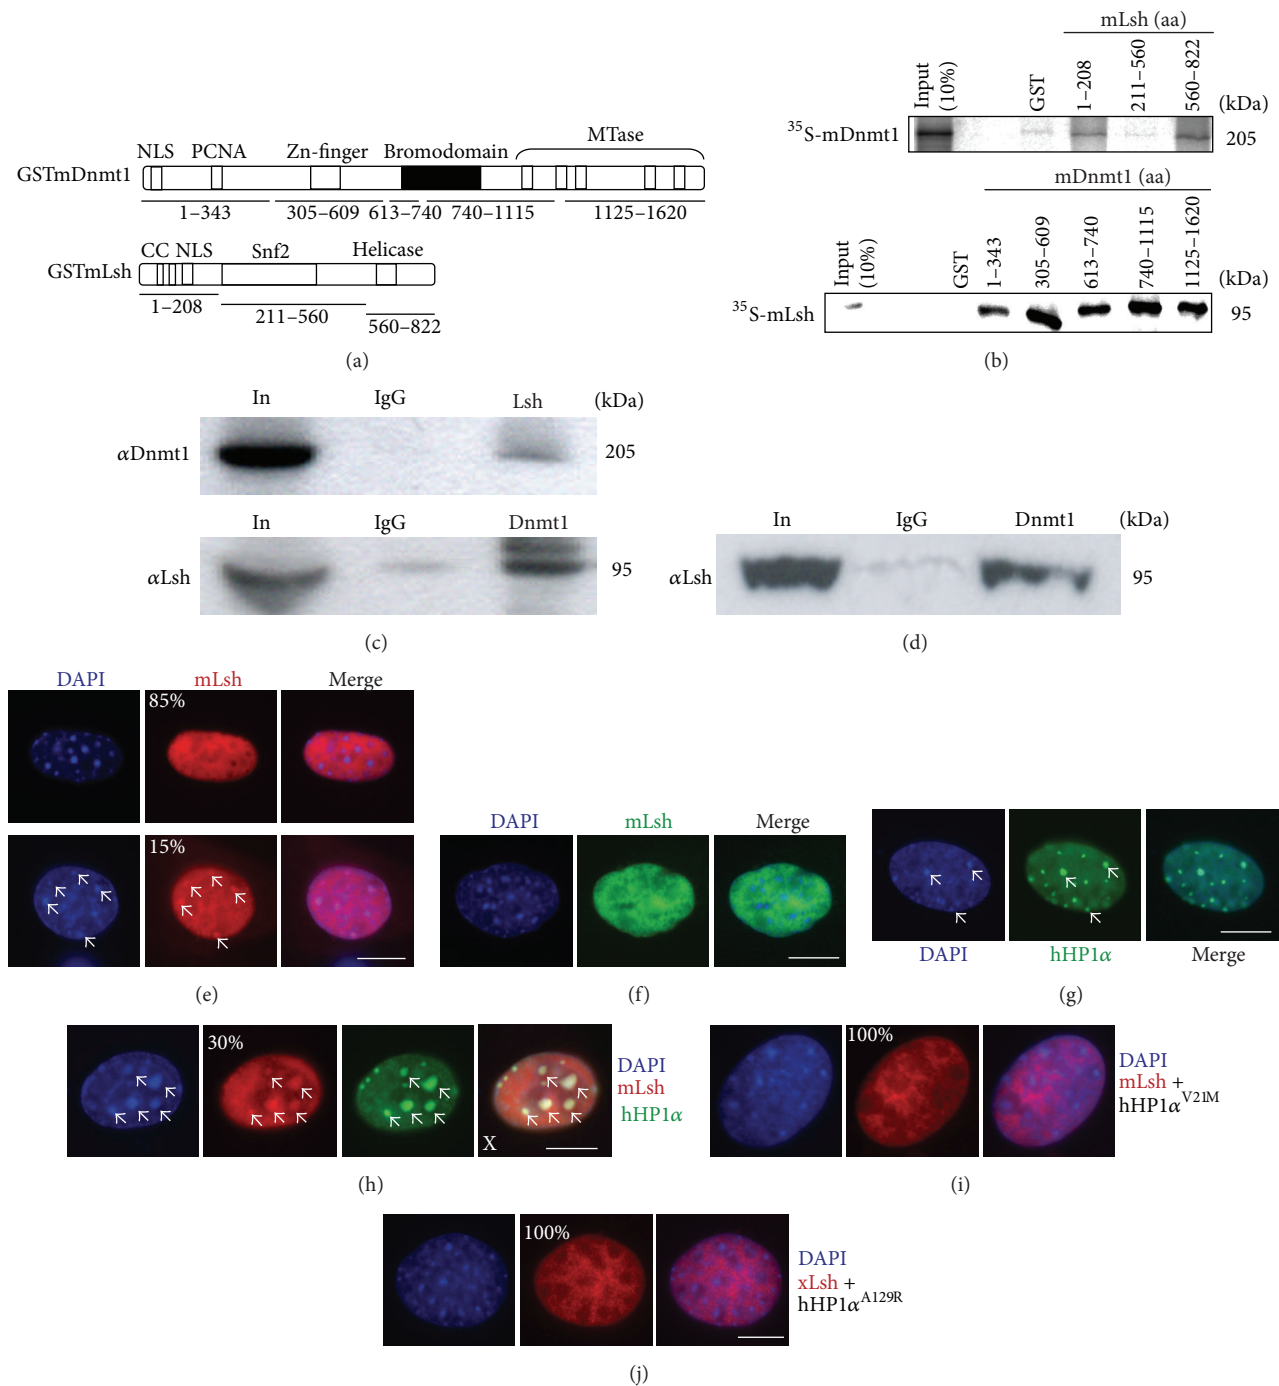 NLS PCNA Zn-finger Bromodomain MTase
GSTmDnmt1
1–343 305–609 613–740 740–1115 1125–1620
CC NLS Snf2 Helicase
GSTmLsh
1–208 211–560 560–822
(a)
mLsh (aa)
Input (10%) GST 1–208 211–560 560–822 (kDa)
35S-mDnmt1 205
mDnmt1 (aa)
Input (10%) GST 1–343 305–609 613–740 740–1115 1125–1620 (kDa)
35S-mLsh 95
(b)
In IgG Lsh (kDa)
αDnmt1 205
In IgG Dnmt1
αLsh 95
(c)
In IgG Dnmt1 (kDa)
αLsh 95
(d)
DAPI mLsh Merge
85%
15%
(e)
DAPI mLsh Merge
(f)
DAPI hHP1α Merge
(g)
30%
X
DAPI
mLsh
hHP1α
(h)
100%
DAPI
mLsh +
hHP1αV21M
(i)
100%
DAPI
xLsh +
hHP1αA129R
(j)